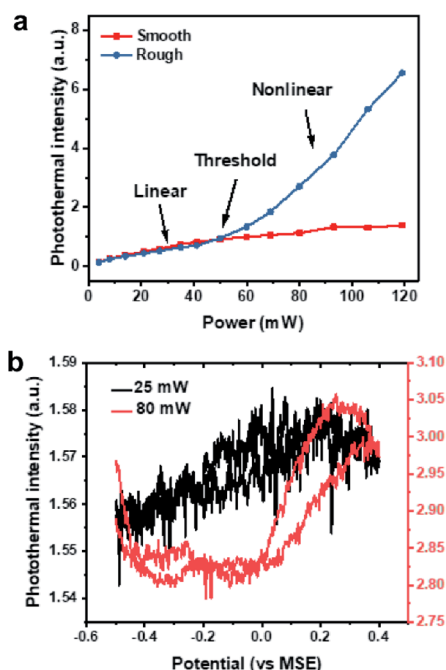 a
Smooth
Rough
Nonlinear
Threshold
Linear
Photothermal intensity (a.u.)
8
6
4
2
0
0 20 40 60 80 100 120
Power (mW)
b
25 mW
80 mW
Photothermal intensity (a.u.)
1.59
1.58
1.57
1.56
1.55
1.54
3.10
3.05
3.00
2.95
2.90
2.85
2.80
2.75
-0.6 -0.4 -0.2 0.0 0.2 0.4
Potential (vs MSE)